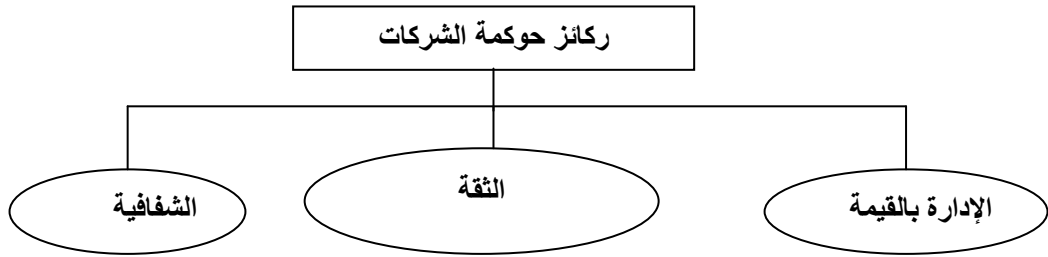 ركائز حوكمة الشركات
الإدارة بالقيمة
الثقة
الشفافية